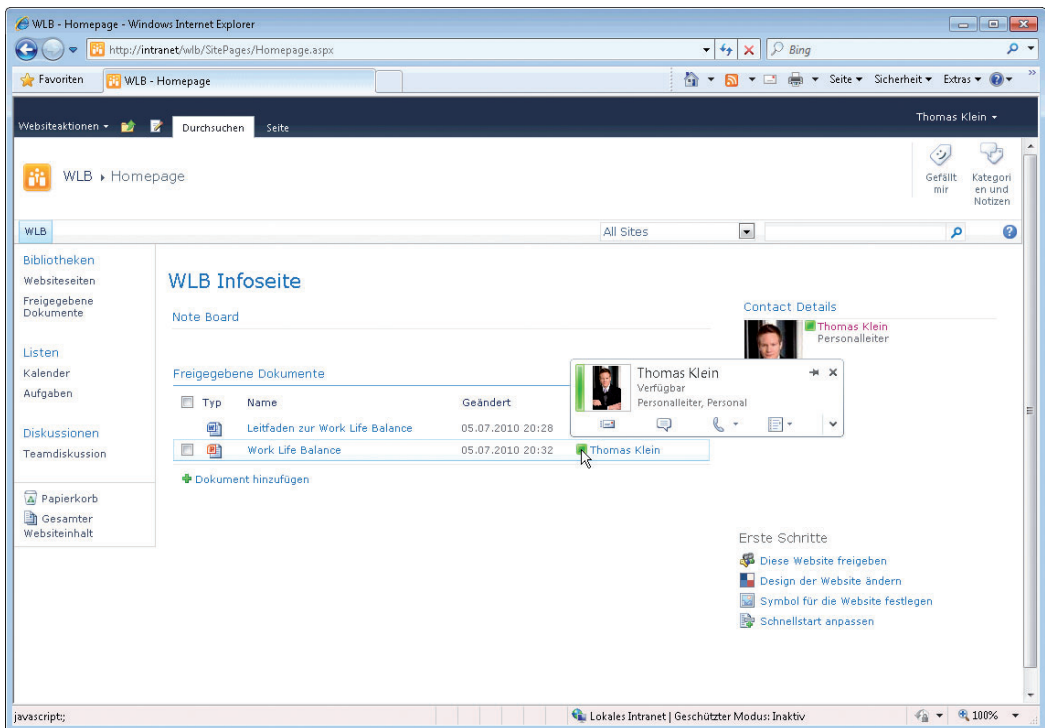 WLB - Homepage - Windows Internet Explorer
http://intranet/wlb/SitePages/Homepage.aspx
Bing
Favoriten
WLB - Homepage
Seite
Sicherheit
Extras
Websiteaktionen
Durchsuchen
Seite
Thomas Klein
WLB
Homepage
Gefällt
mir
Kategori
en und
Notizen
WLB
All Sites
Bibliotheken
Websiteseiten
Freigegebene
Dokumente
Listen
Kalender
Aufgaben
Diskussionen
Teamdiskussion
Papierkorb
Gesamter
Websiteinhalt
WLB Infoseite
Note Board
Freigegebene Dokumente
Typ Name Geändert
Leitfaden zur Work Life Balance 05.07.2010 20:28
Work Life Balance 05.07.2010 20:32 Thomas Klein
Dokument hinzufügen
Thomas Klein
Verfügbar
Personalleiter, Personal
Contact Details
Thomas Klein
Personalleiter
Erste Schritte
Diese Website freigeben
Design der Website ändern
Symbol für die Website festlegen
Schnellstart anpassen
javascript:;
Lokales Intranet | Geschützter Modus: Inaktiv
100%